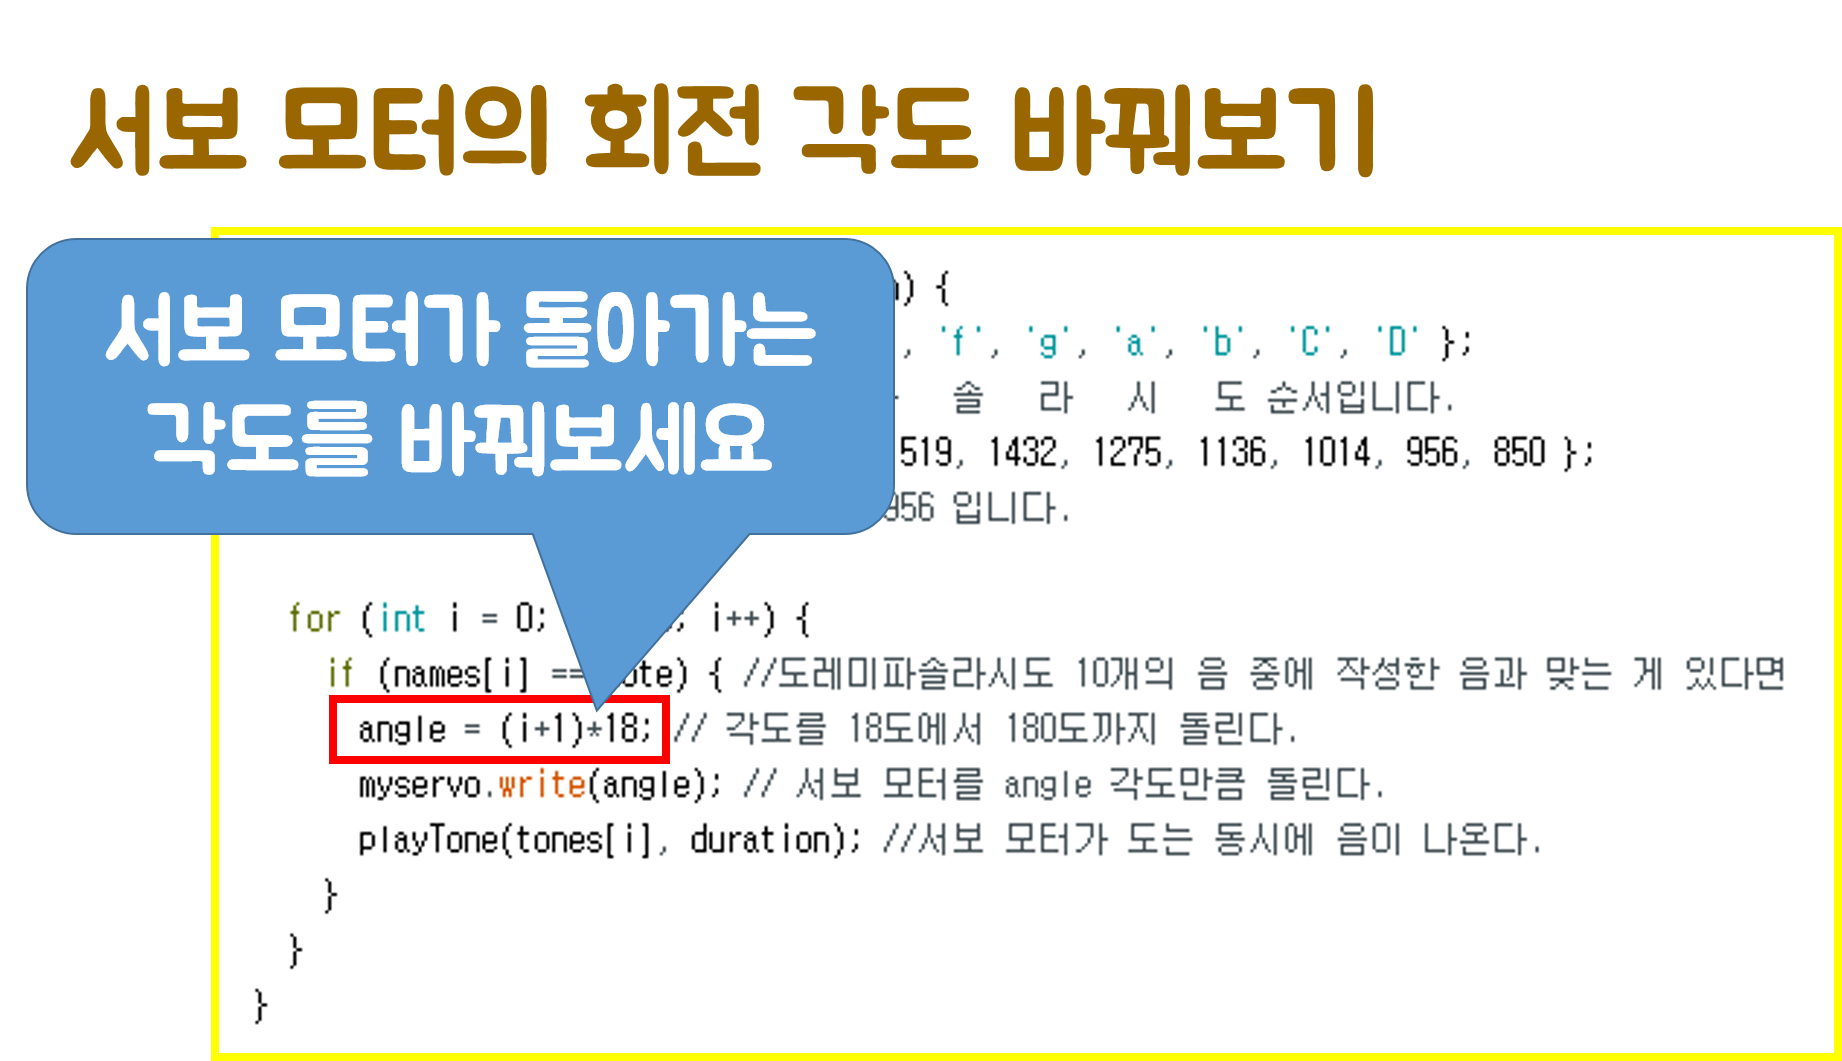 서보 모터의 회전 각도 바꿔보기
서보 모터가 돌아가는
각도를 바꿔보세요
) {
, 'f', 'g', 'a', 'b', 'C', 'D' };
솔 라 시 도 순서입니다.
519, 1432, 1275, 1136, 1014, 956, 850 };
956 입니다.
for (int i = 0; ; i++) {
if (names[i] == ote) { //도레미파솔라시도 10개의 음 중에 작성한 음과 맞는 게 있다면
angle = (i+1)*18; // 각도를 18도에서 180도까지 돌린다.
myservo.write(angle); // 서보 모터를 angle 각도만큼 돌린다.
playTone(tones[i], duration); //서보 모터가 도는 동시에 음이 나온다.
}
}
}